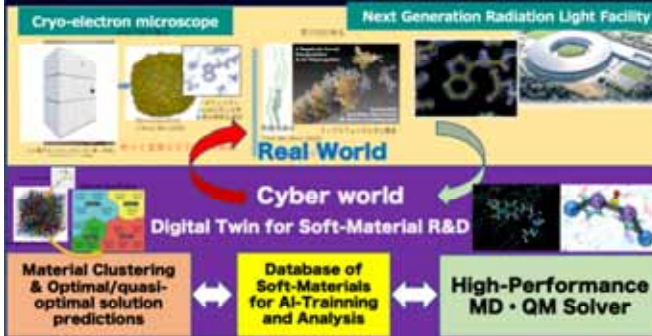 Cryo-electron microscope
Next Generation Radiation Light Facility
Real World
Cyber world
Digital Twin for Soft-Material R&D
Material Clustering
& Optimal/quasi-
optimal solution
predictions
Database of
Soft-Materials
for AI-Trainning
and Analysis
High-Performance
MD・QM Solver